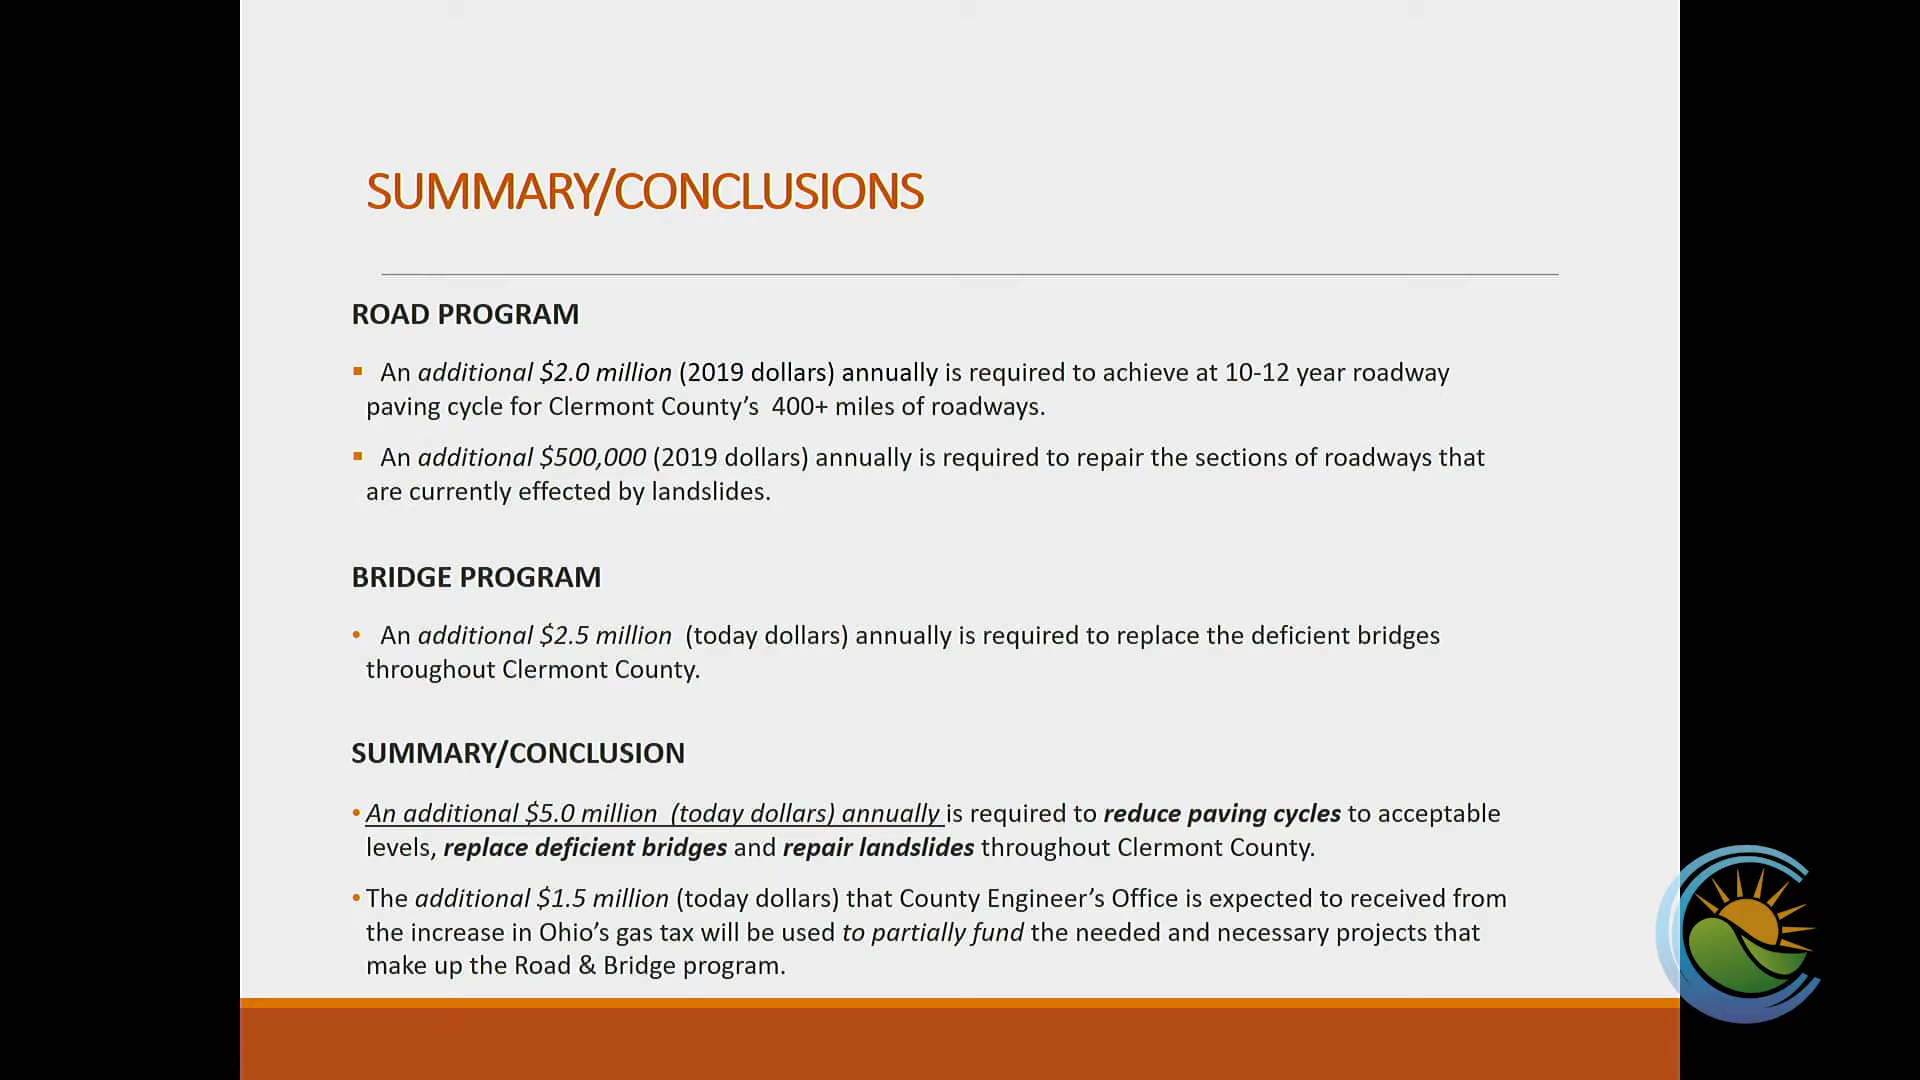 SUMMARY/CONCLUSIONS
ROAD PROGRAM
▪ An additional $2.0 million (2019 dollars) annually is required to achieve at 10-12 year roadway
paving cycle for Clermont County’s 400+ miles of roadways.
▪ An additional $500,000 (2019 dollars) annually is required to repair the sections of roadways that
are currently effected by landslides.
BRIDGE PROGRAM
• An additional $2.5 million (today dollars) annually is required to replace the deficient bridges
throughout Clermont County.
SUMMARY/CONCLUSION
• An additional $5.0 million (today dollars) annually is required to reduce paving cycles to acceptable
levels, replace deficient bridges and repair landslides throughout Clermont County.
• The additional $1.5 million (today dollars) that County Engineer’s Office is expected to received from
the increase in Ohio’s gas tax will be used to partially fund the needed and necessary projects that
make up the Road & Bridge program.